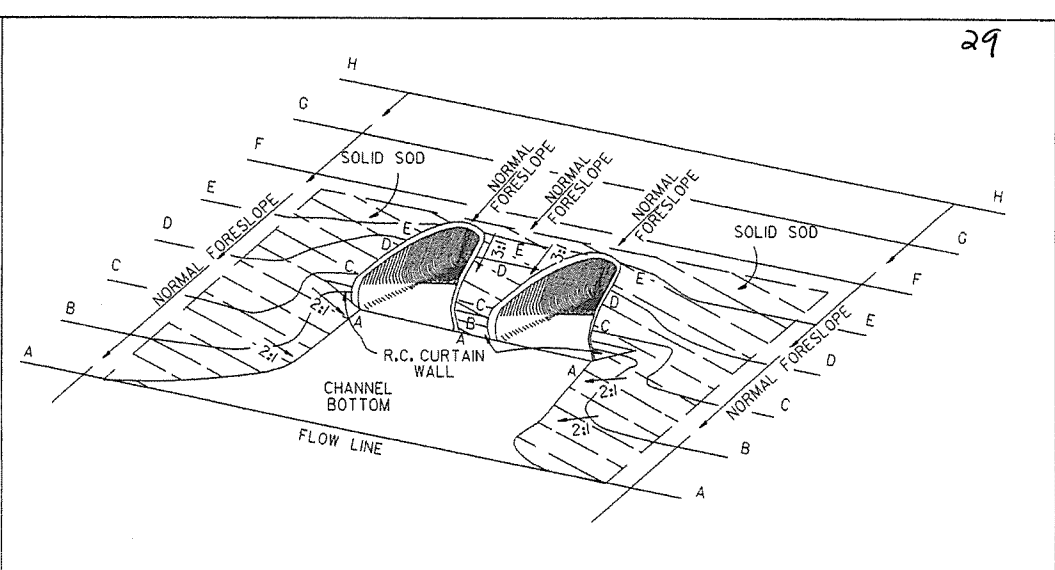 29
H
G
F
SOLID SOD
E
D
NORMAL FORESLOPE
C
B
A
NORMAL
FORESLOPE
NORMAL
FORESLOPE
NORMAL
FORESLOPE
H
G
SOLID SOD
F
E
D
NORMAL FORESLOPE
C
B
A
E
D
C
A
2:1
2:1
3:1
E
D
3:1
C
B
A
E
D
C
A
E
2:1
2:1
R.C. CURTAIN
WALL
CHANNEL
BOTTOM
FLOW LINE